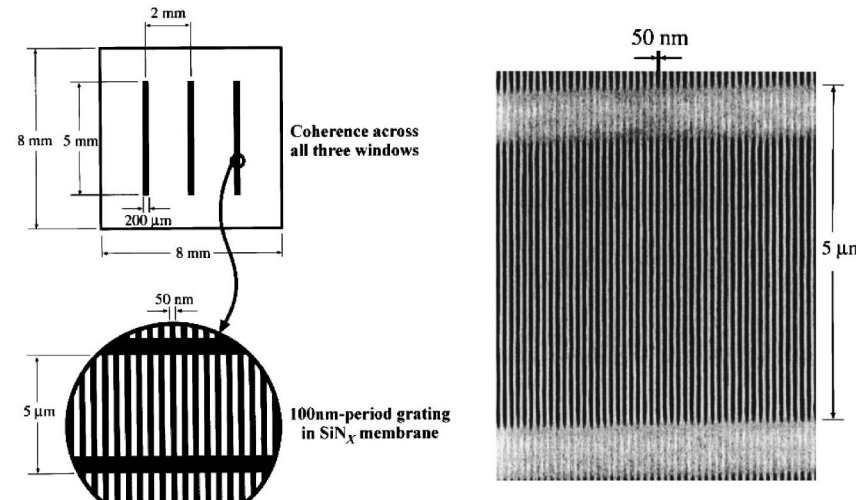 2 mm
8 mm
5 mm
Coherence across
all three windows
200 µm
8 mm
50 nm
5 µm
100nm-period grating
in SiNX membrane
50 nm
5 µm